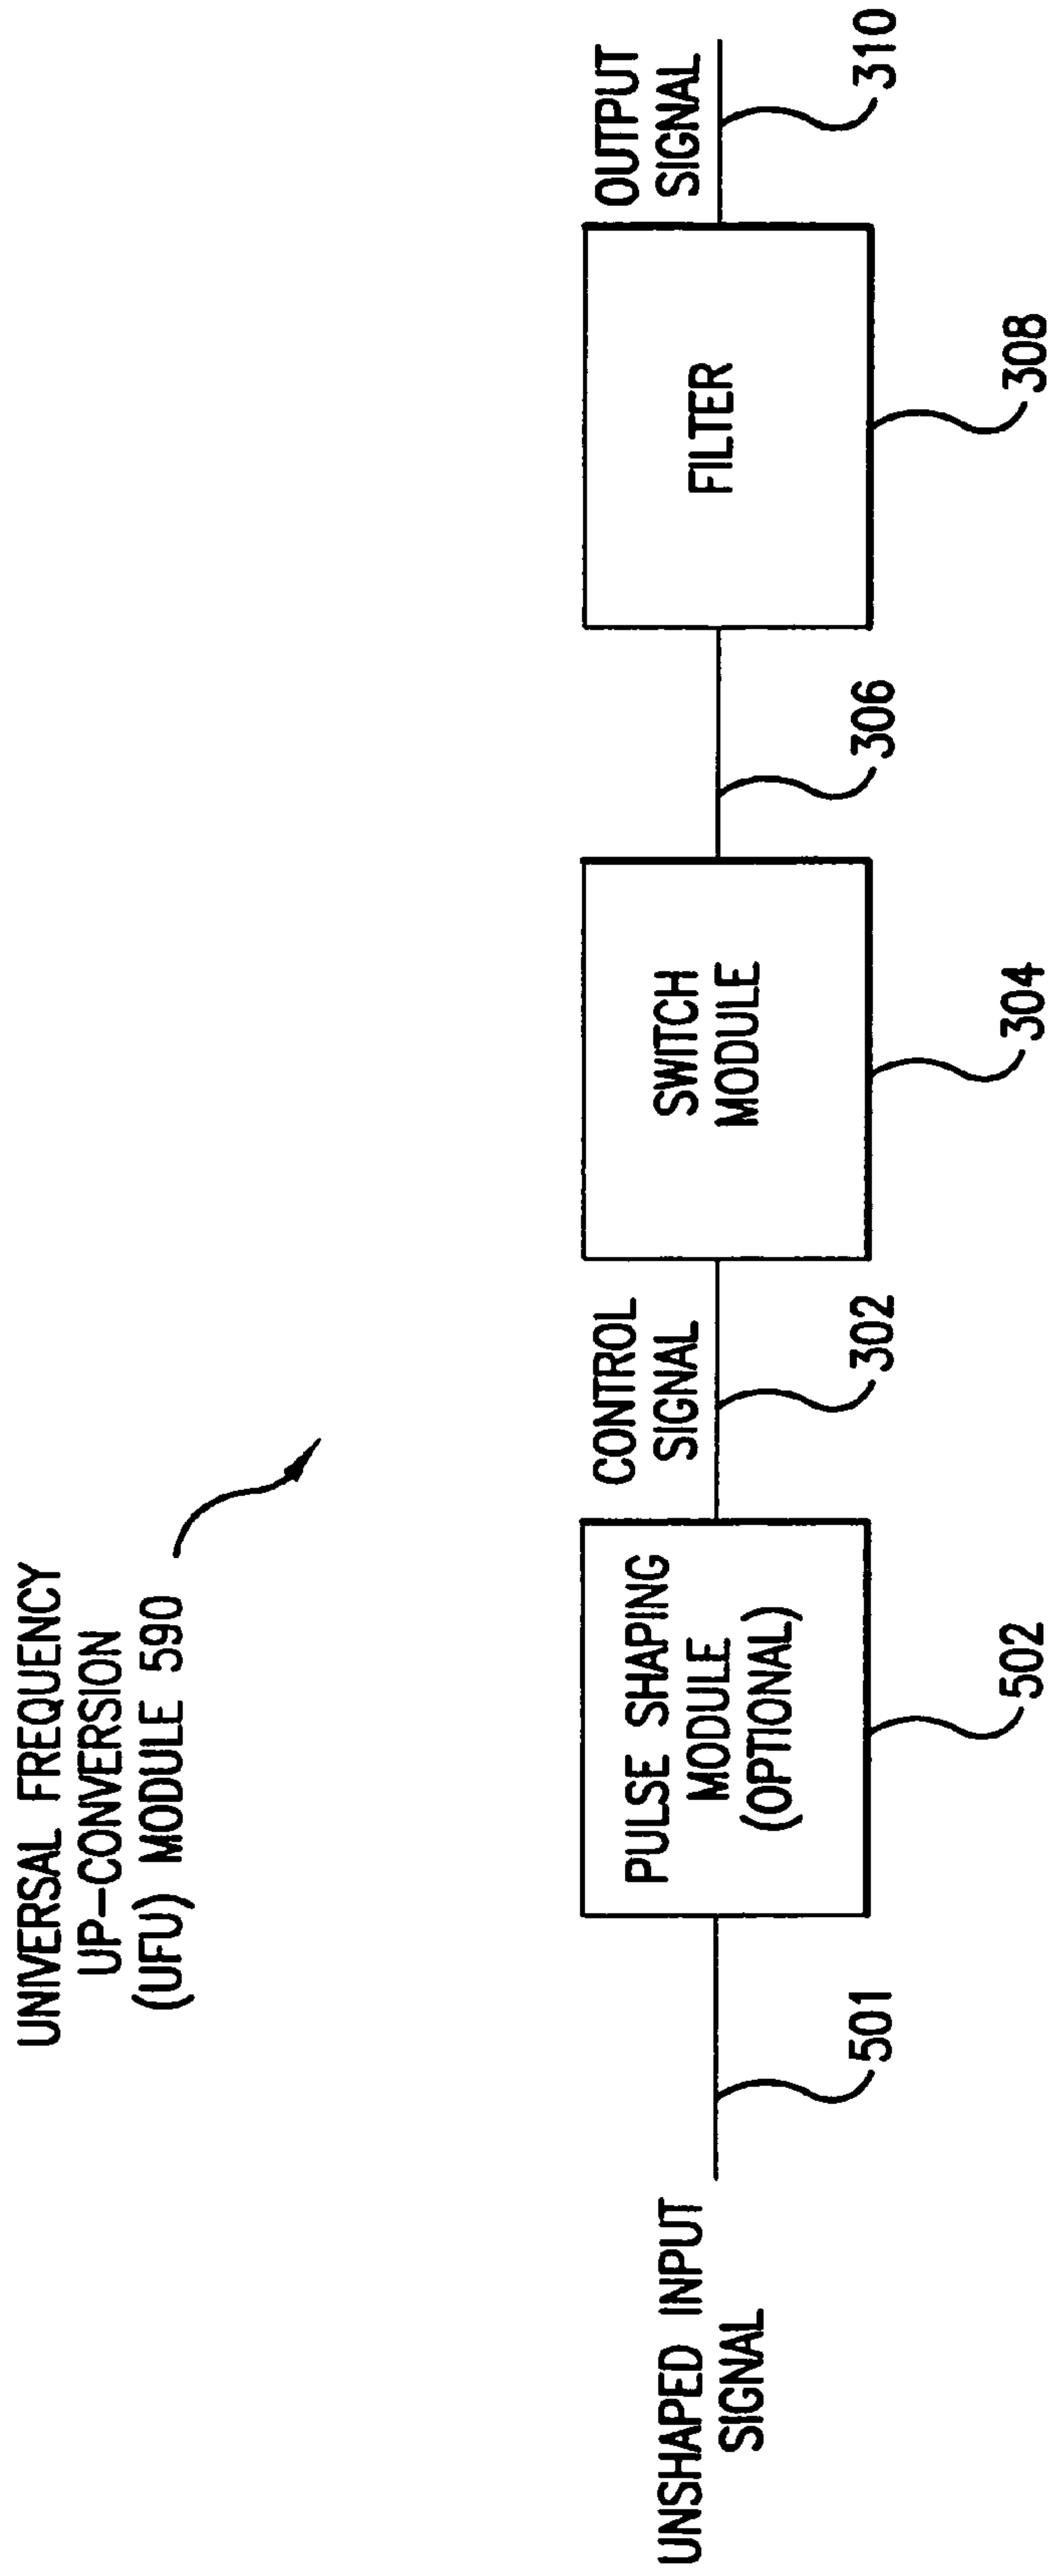 UNIVERSAL FREQUENCY
UP-CONVERSION
(UFU) MODULE 590
UNSHAPED INPUT
SIGNAL
501
PULSE SHAPING
MODULE
(OPTIONAL)
502
CONTROL
SIGNAL
302
SWITCH
MODULE
304
306
FILTER
308
OUTPUT
SIGNAL
310